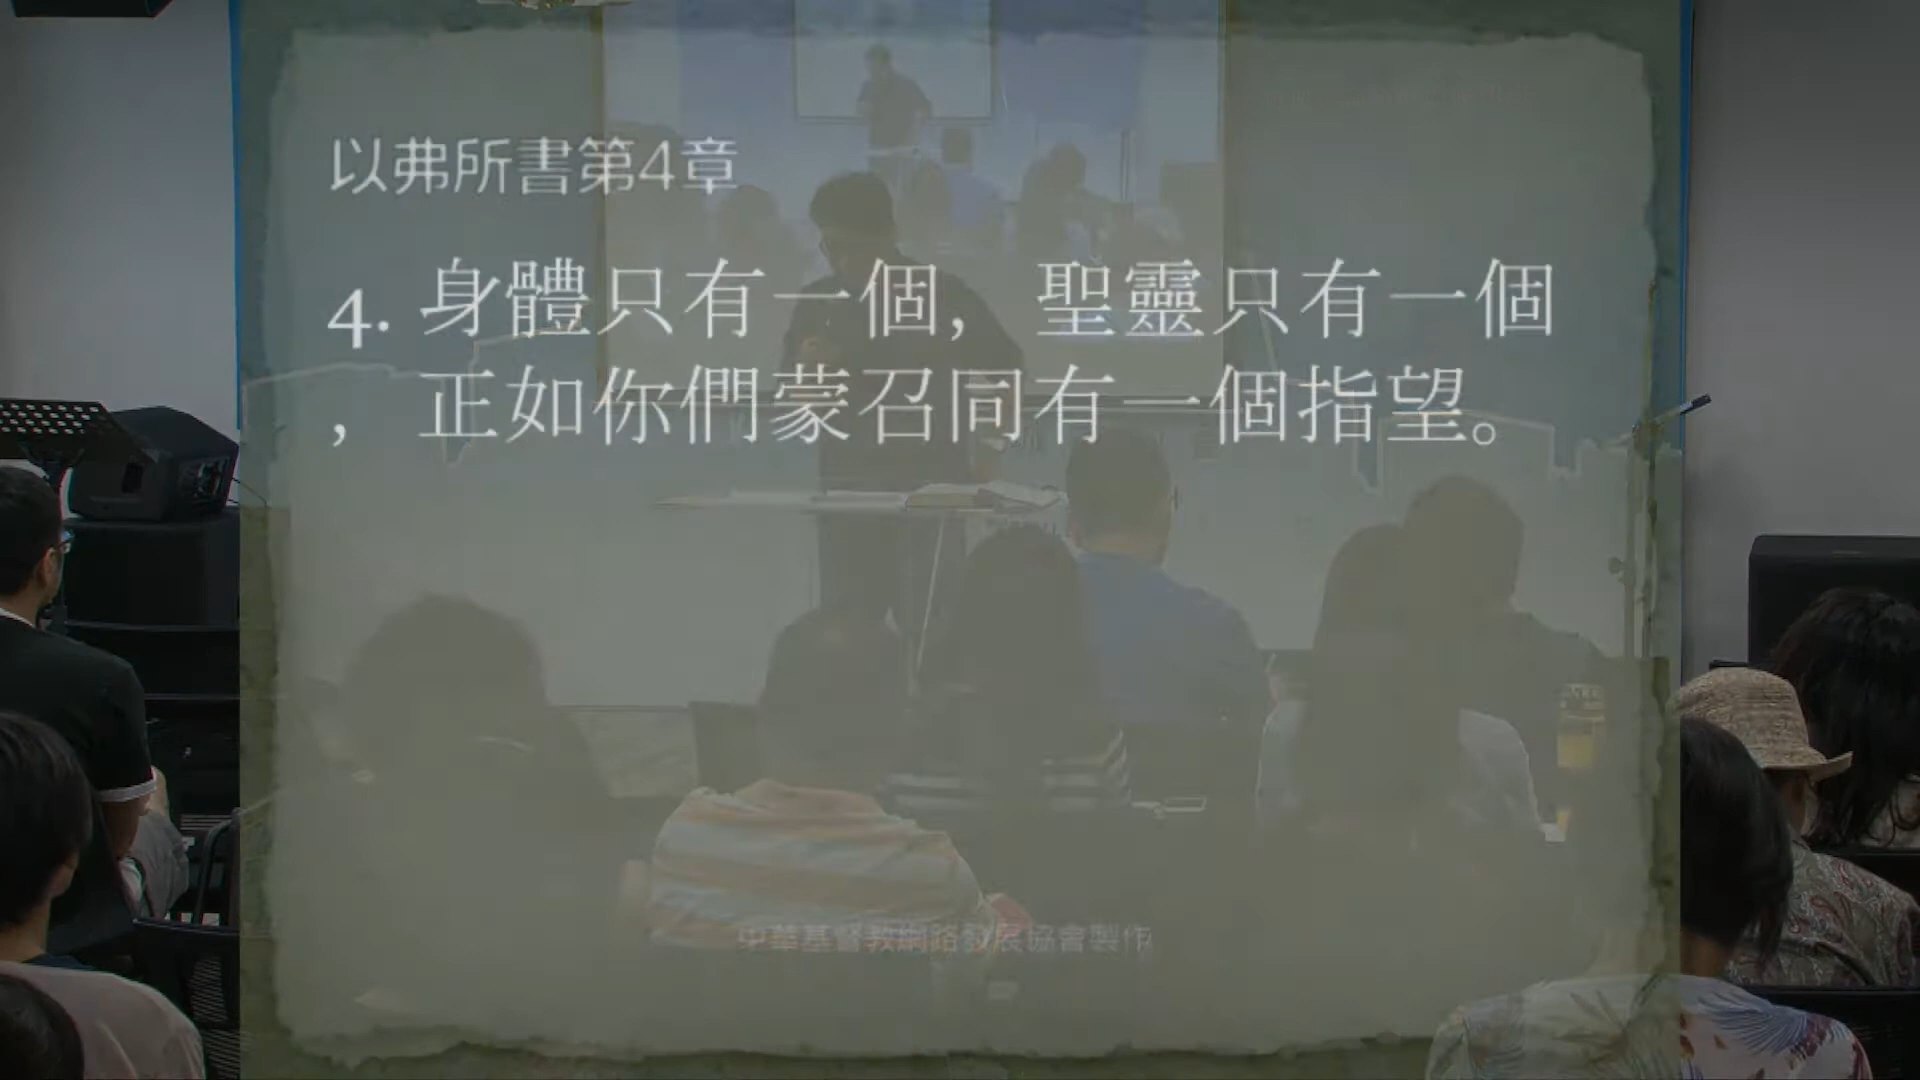 以弗所書第4章
4. 身體只有一個，聖靈只有一個
，正如你們蒙召同有一個指望。
中華基督教網路發展協會製作